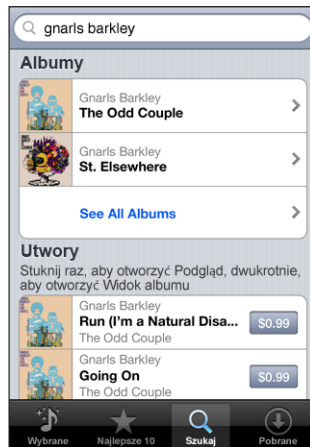 gnarls barkley
Albumy
Gnarls Barkley
The Odd Couple
Gnarls Barkley
St. Elsewhere
See All Albums
Utwory
Stuknij raz, aby otworzyć Podgląd, dwukrotnie,
aby otworzyć Widok albumu
Gnarls Barkley
Run (I'm a Natural Disa...
The Odd Couple
$0.99
Gnarls Barkley
Going On
The Odd Couple
$0.99
Wybrane
Najlepsze 10
Szukaj
Pobrane